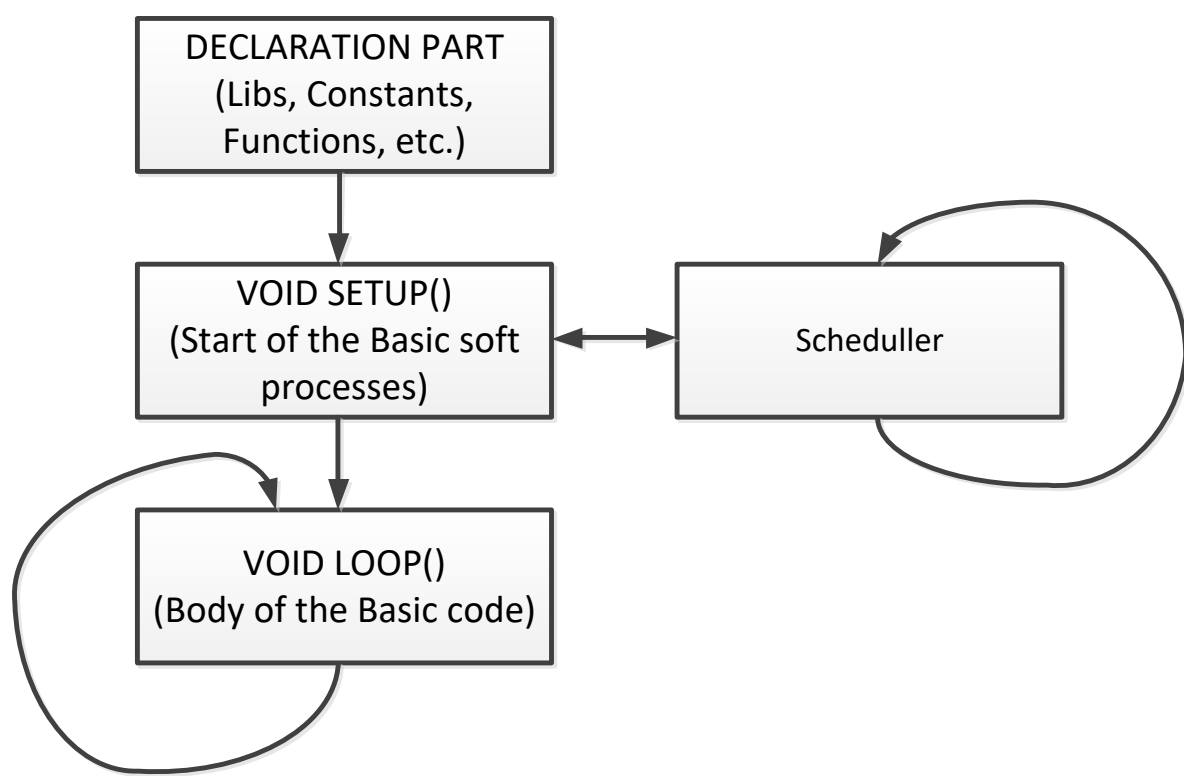 DECLARATION PART
(Libs, Constants,
Functions, etc.)
VOID SETUP()
(Start of the Basic soft
processes)
Scheduller
VOID LOOP()
(Body of the Basic code)